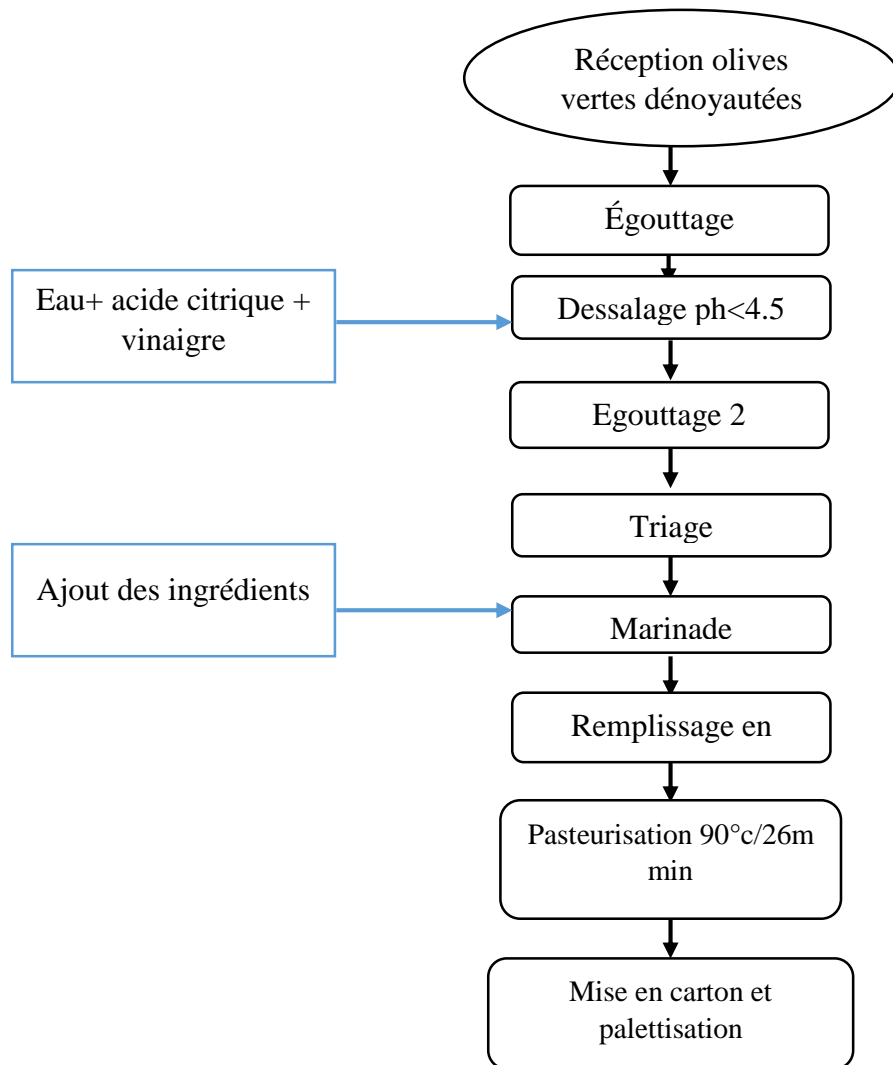 Réception olives
vertes dénoyautées
Égouttage
Eau+ acide citrique +
vinaigre
Dessalage ph<4.5
Egouttage 2
Triage
Ajout des ingrédients
Marinade
Remplissage en
Pasteurisation 90°c/26m
min
Mise en carton et
palettisation